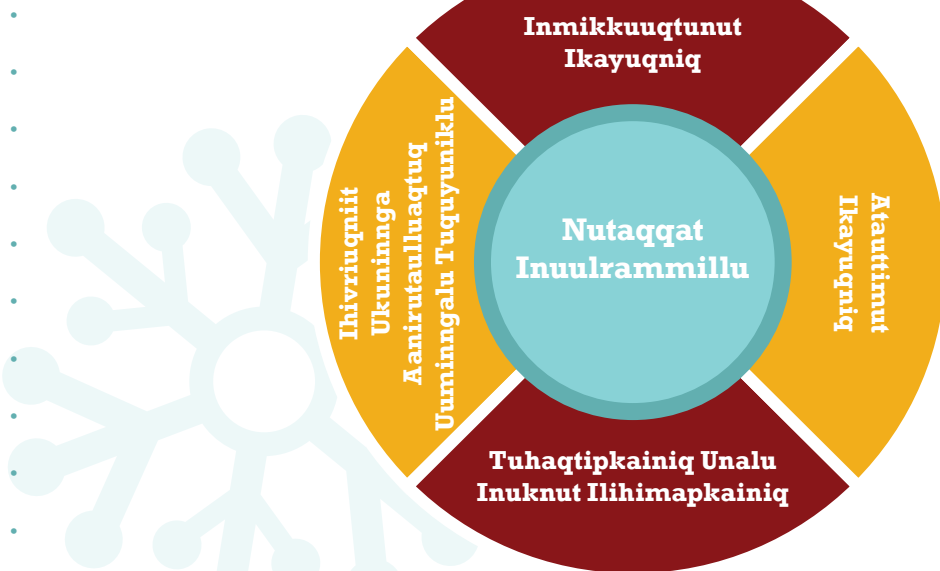 Inmikkuuqtunut
Ikayuqniq
Atauttimut
Ikayuqniq
Nutaqqat
Inuulrammillu
Ihivriuqniit
Ukuninnga
Aanirutaulluaqtuq
Uuminngalu Tuquyuniklu
Tuhaqtipkainiq Unalu
Inuknut Ilihimapkainiq